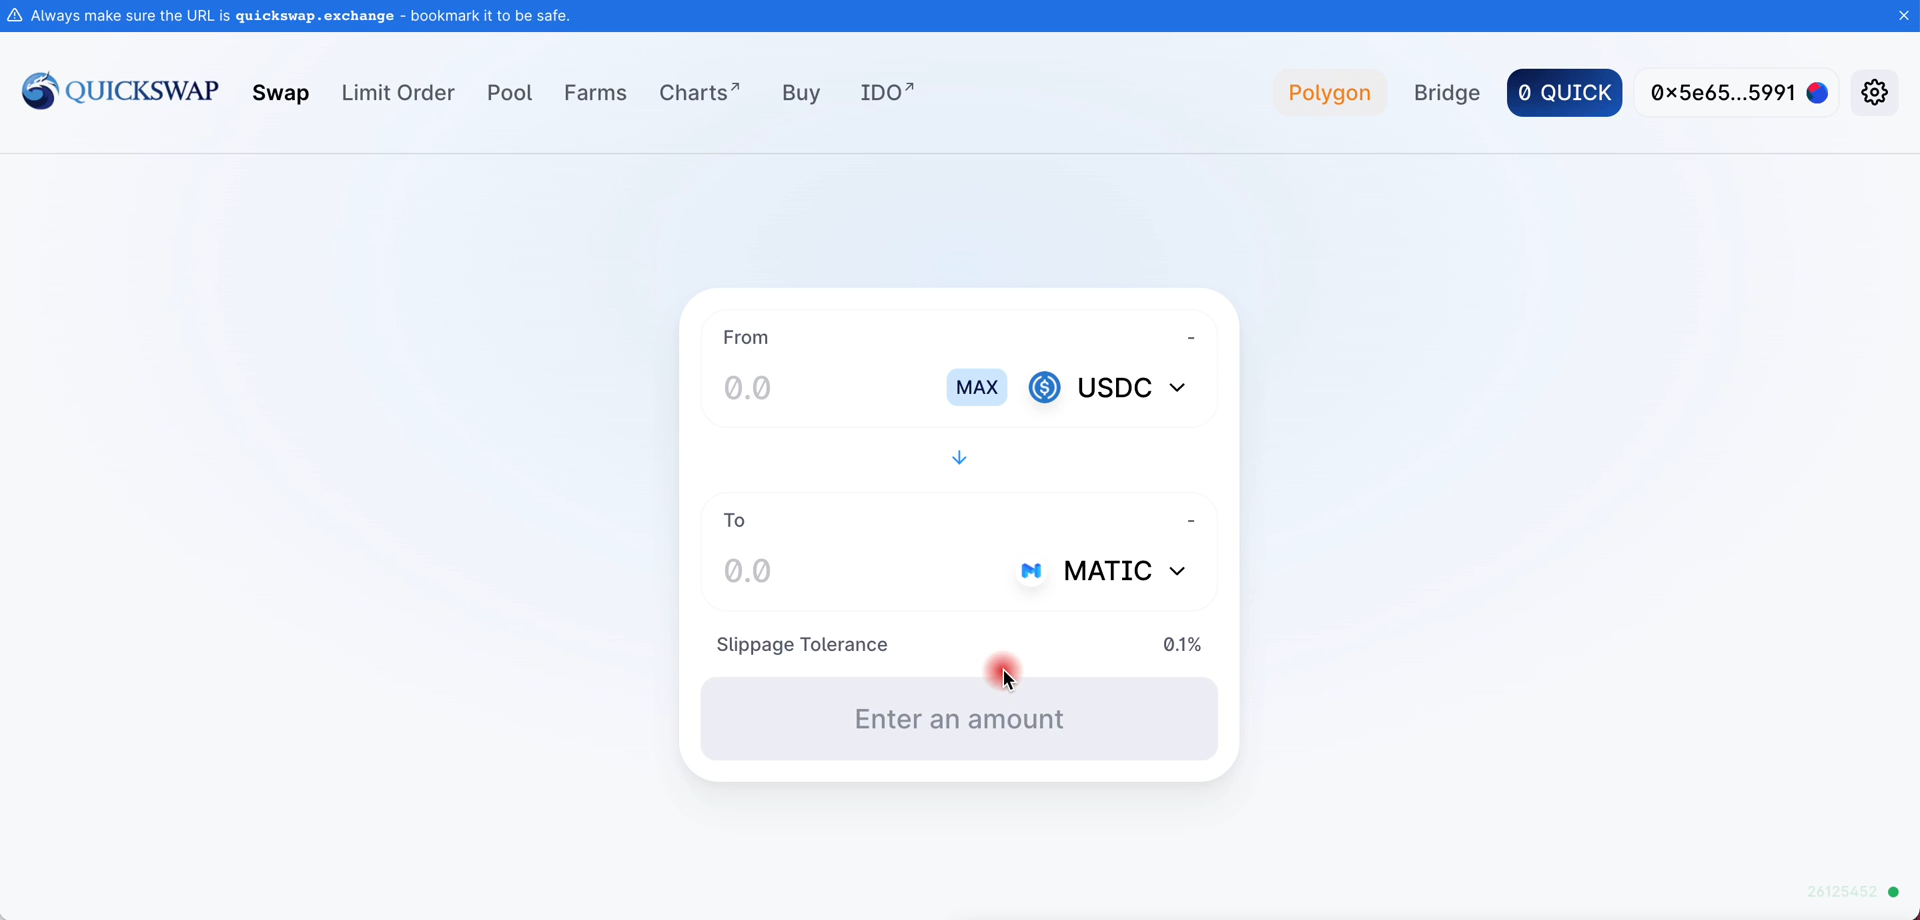 Always make sure the URL is quickswap.exchange - bookmark it to be safe.
QUICKSWAP Swap Limit Order Pool Farms Charts↗ Buy IDO↗ Polygon Bridge 0 QUICK 0x5e65...5991
From -
0.0 MAX USDC
To -
0.0 MATIC
Slippage Tolerance 0.1%
Enter an amount
26125452